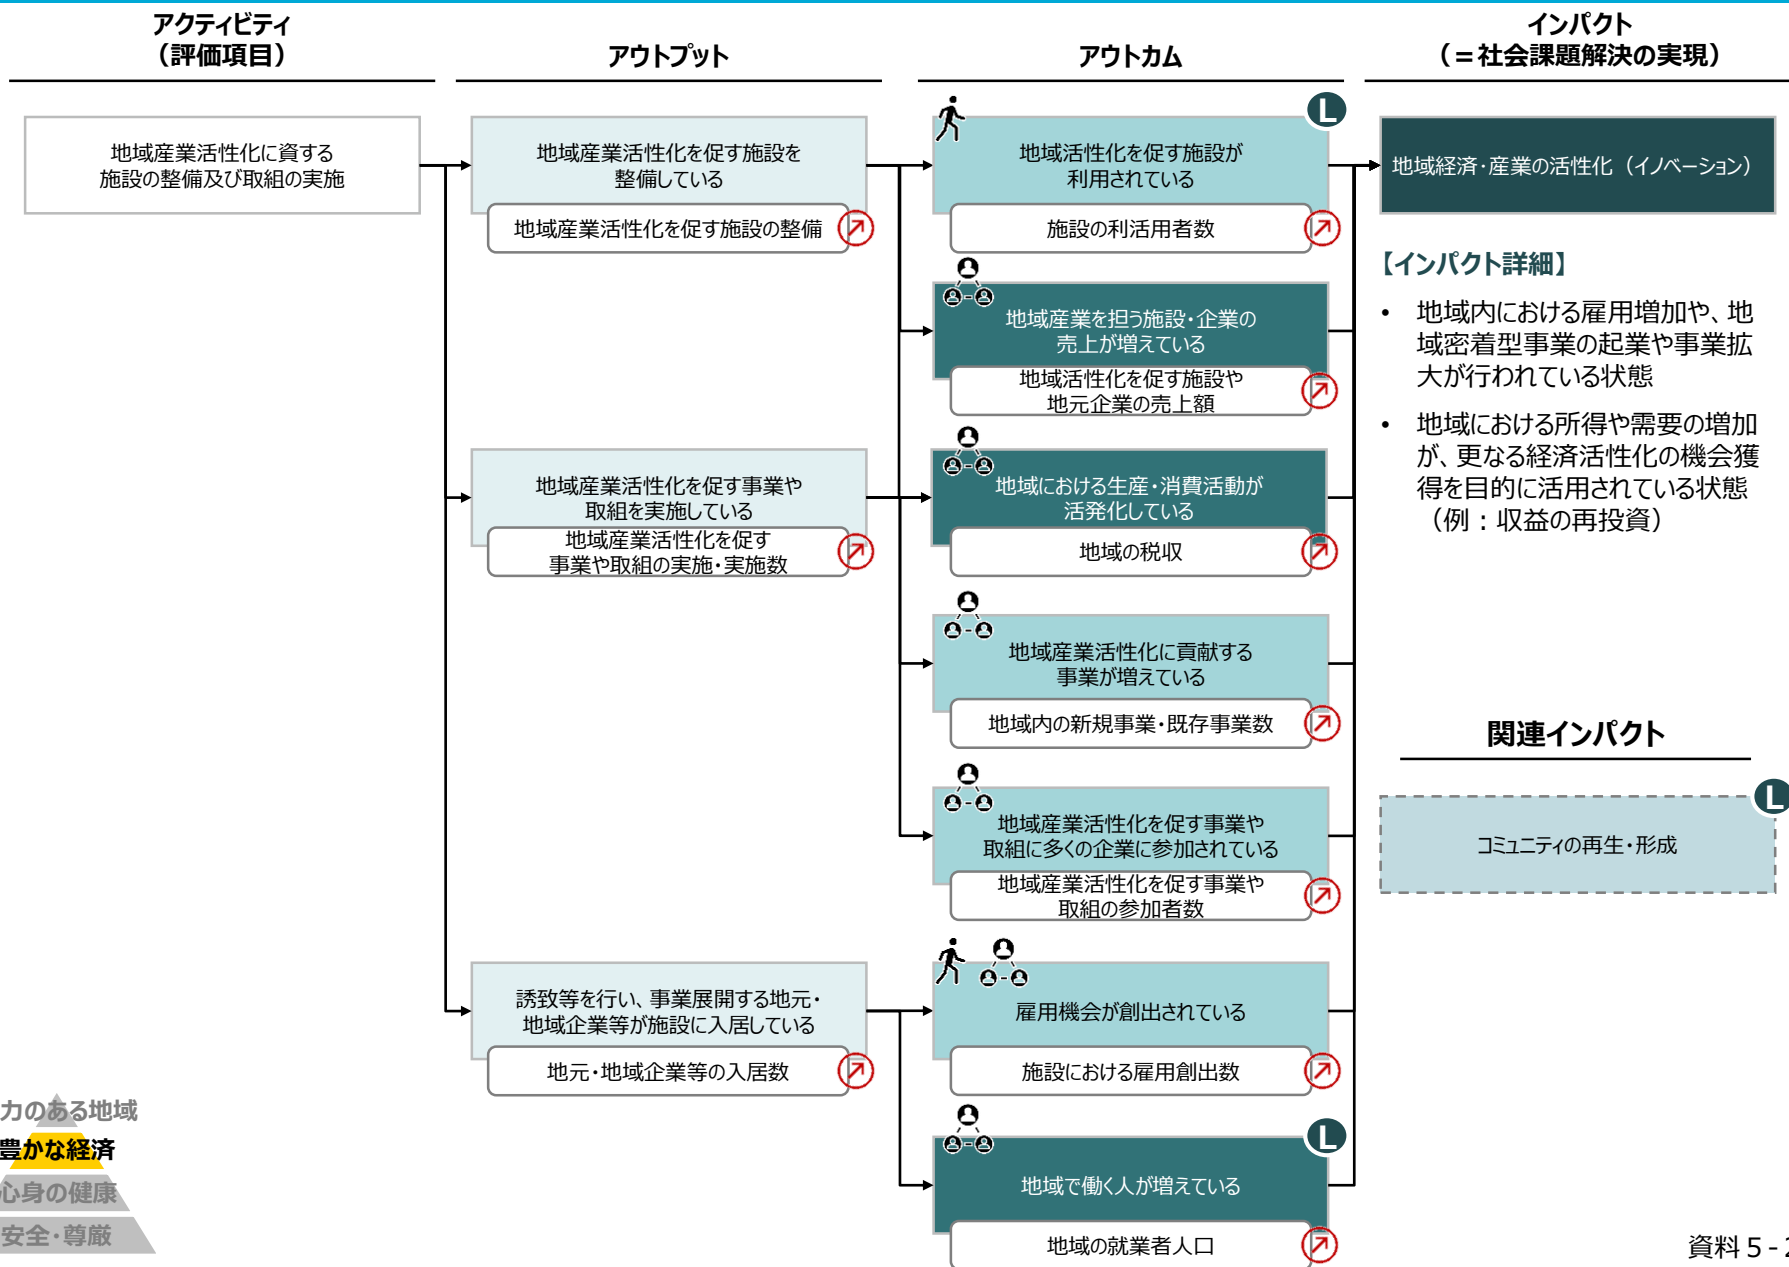 アクティビティ
（評価項目）
アウトプット
アウトカム
インパクト
（＝社会課題解決の実現）
地域産業活性化に資する
施設の整備及び取組の実施
地域産業活性化を促す施設を
整備している
地域産業活性化を促す施設の整備
地域産業活性化を促す事業や
取組を実施している
地域産業活性化を促す
事業や取組の実施・実施数
誘致等を行い、事業展開する地元・
地域企業等が施設に入居している
地元・地域企業等の入居数
L
地域活性化を促す施設が
利用されている
施設の利活用者数
地域産業を担う施設・企業の
売上が増えている
地域活性化を促す施設や
地元企業の売上額
地域における生産・消費活動が
活発化している
地域の税収
地域産業活性化に貢献する
事業が増えている
地域内の新規事業・既存事業数
地域産業活性化を促す事業や
取組に多くの企業に参加されている
地域産業活性化を促す事業や
取組の参加者数
雇用機会が創出されている
施設における雇用創出数
L
地域で働く人が増えている
地域の就業者人口
地域経済・産業の活性化（イノベーション）
【インパクト詳細】
• 地域内における雇用増加や、地
域密着型事業の起業や事業拡
大が行われている状態
• 地域における所得や需要の増加
が、更なる経済活性化の機会獲
得を目的に活用されている状態
（例：収益の再投資）
関連インパクト
L
コミュニティの再生・形成
力のある地域
豊かな経済
心身の健康
安全・尊厳
資料５-2